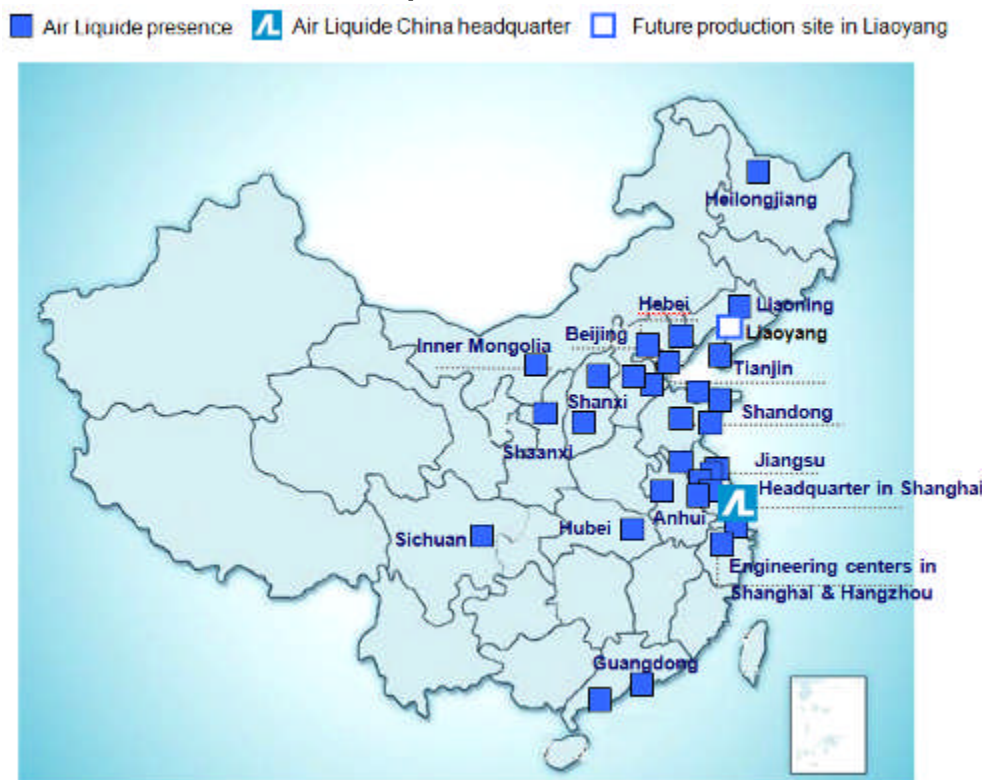 Air Liquide presence
Air Liquide China headquarter
Future production site in Liaoyang
Heilongjiang
Hebei
Liaoning
Beijing
Liaoyang
Inner Mongolia
Tianjin
Shanxi
Shandong
Shaanxi
Jiangsu
Headquarter in Shanghai
Anhui
Hubei
Sichuan
Engineering centers in
Shanghai & Hangzhou
Guangdong